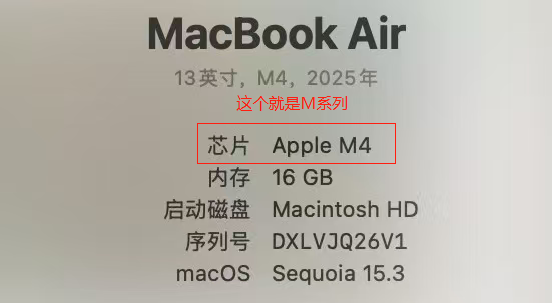 MacBook Air
13英寸，M4，2025年
这个就是M系列
芯片 Apple M4
内存 16 GB
启动磁盘 Macintosh HD
序列号 DXLVJQ26V1
macOS Sequoia 15.3